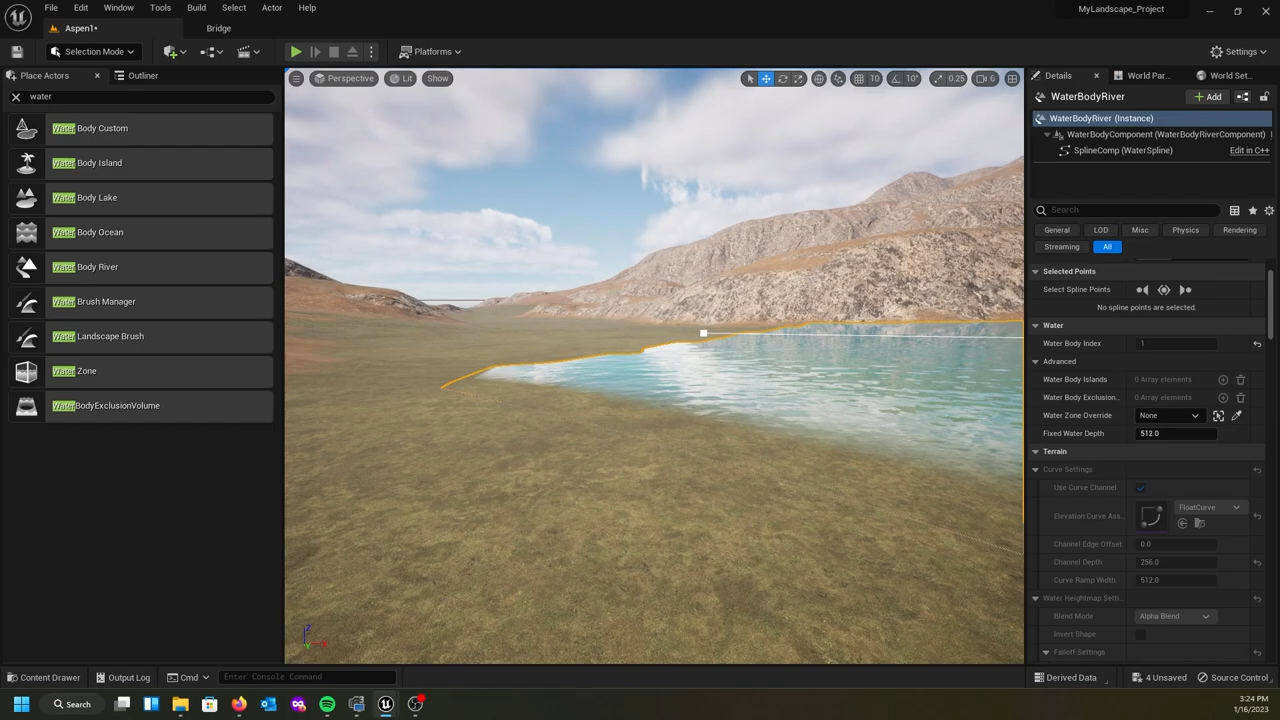 File Edit Window Tools Build Select Actor Help
MyLandscape_Project
Aspen1•
Bridge
Selection Mode
Platforms
Settings
Place Actors
Outliner
water
Water Body Custom
Water Body Island
Water Body Lake
Water Body Ocean
Water Body River
Water Brush Manager
Water Landscape Brush
Water Zone
WaterBodyExclusionVolume
Perspective
Lit
Show
10
10°
0.25
6
Details
World Par...
World Set...
WaterBodyRiver
Add
WaterBodyRiver (Instance)
WaterBodyComponent (WaterBodyRiverComponent)
SplineComp (WaterSpline)
Edit in C++
Search
General LOD Misc Physics Rendering
Streaming All
Selected Points
Select Spline Points
No spline points are selected.
Water
Water Body Index 1
Advanced
Water Body Islands 0 Array elements
Water Body Exclusion... 0 Array elements
Water Zone Override None
Fixed Water Depth 512.0
Terrain
Curve Settings
Use Curve Channel
Elevation Curve Ass... FloatCurve
Channel Edge Offset 0.0
Channel Depth 256.0
Curve Ramp Width 512.0
Water Heightmap Setti...
Blend Mode Alpha Blend
Invert Shape
Falloff Settings
Z
X
Y
Content Drawer
Output Log
Cmd
Enter Console Command
Derived Data
4 Unsaved
Source Control
Search
3:24 PM
1/16/2023